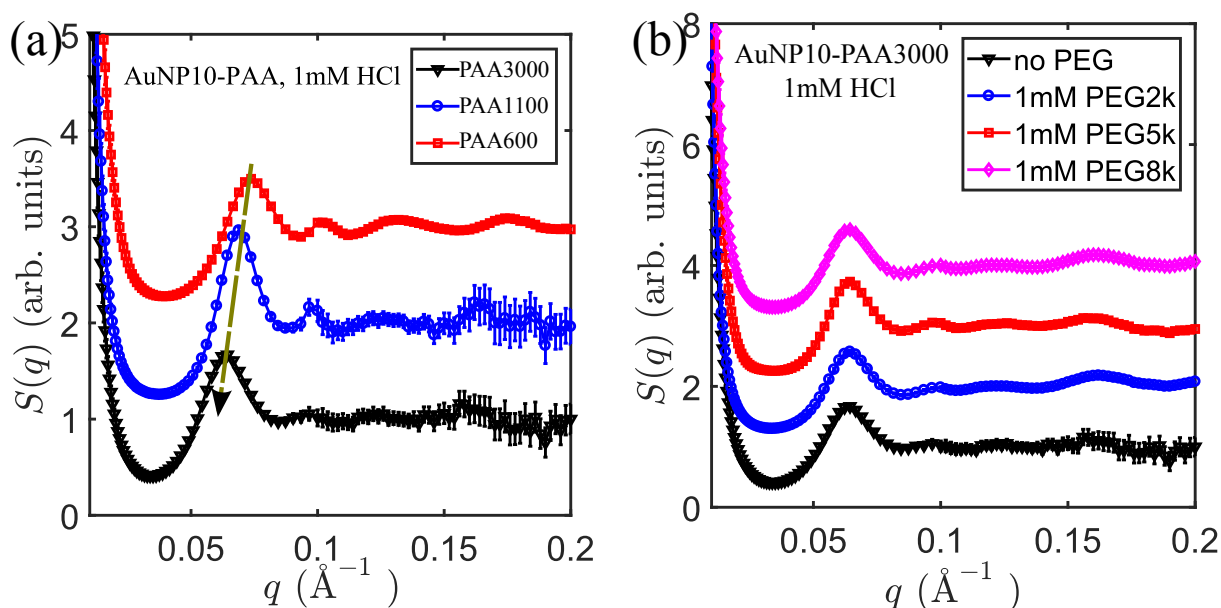 (a)
AuNP10-PAA, 1mM HCl
PAA3000
PAA1100
PAA600
S(q) (arb. units)
5
4
3
2
1
0
0.05
0.1
0.15
0.2
q (Å⁻¹)
(b)
AuNP10-PAA3000
1mM HCl
no PEG
1mM PEG2k
1mM PEG5k
1mM PEG8k
S(q) (arb. units)
8
6
4
2
0
0.05
0.1
0.15
0.2
q (Å⁻¹)